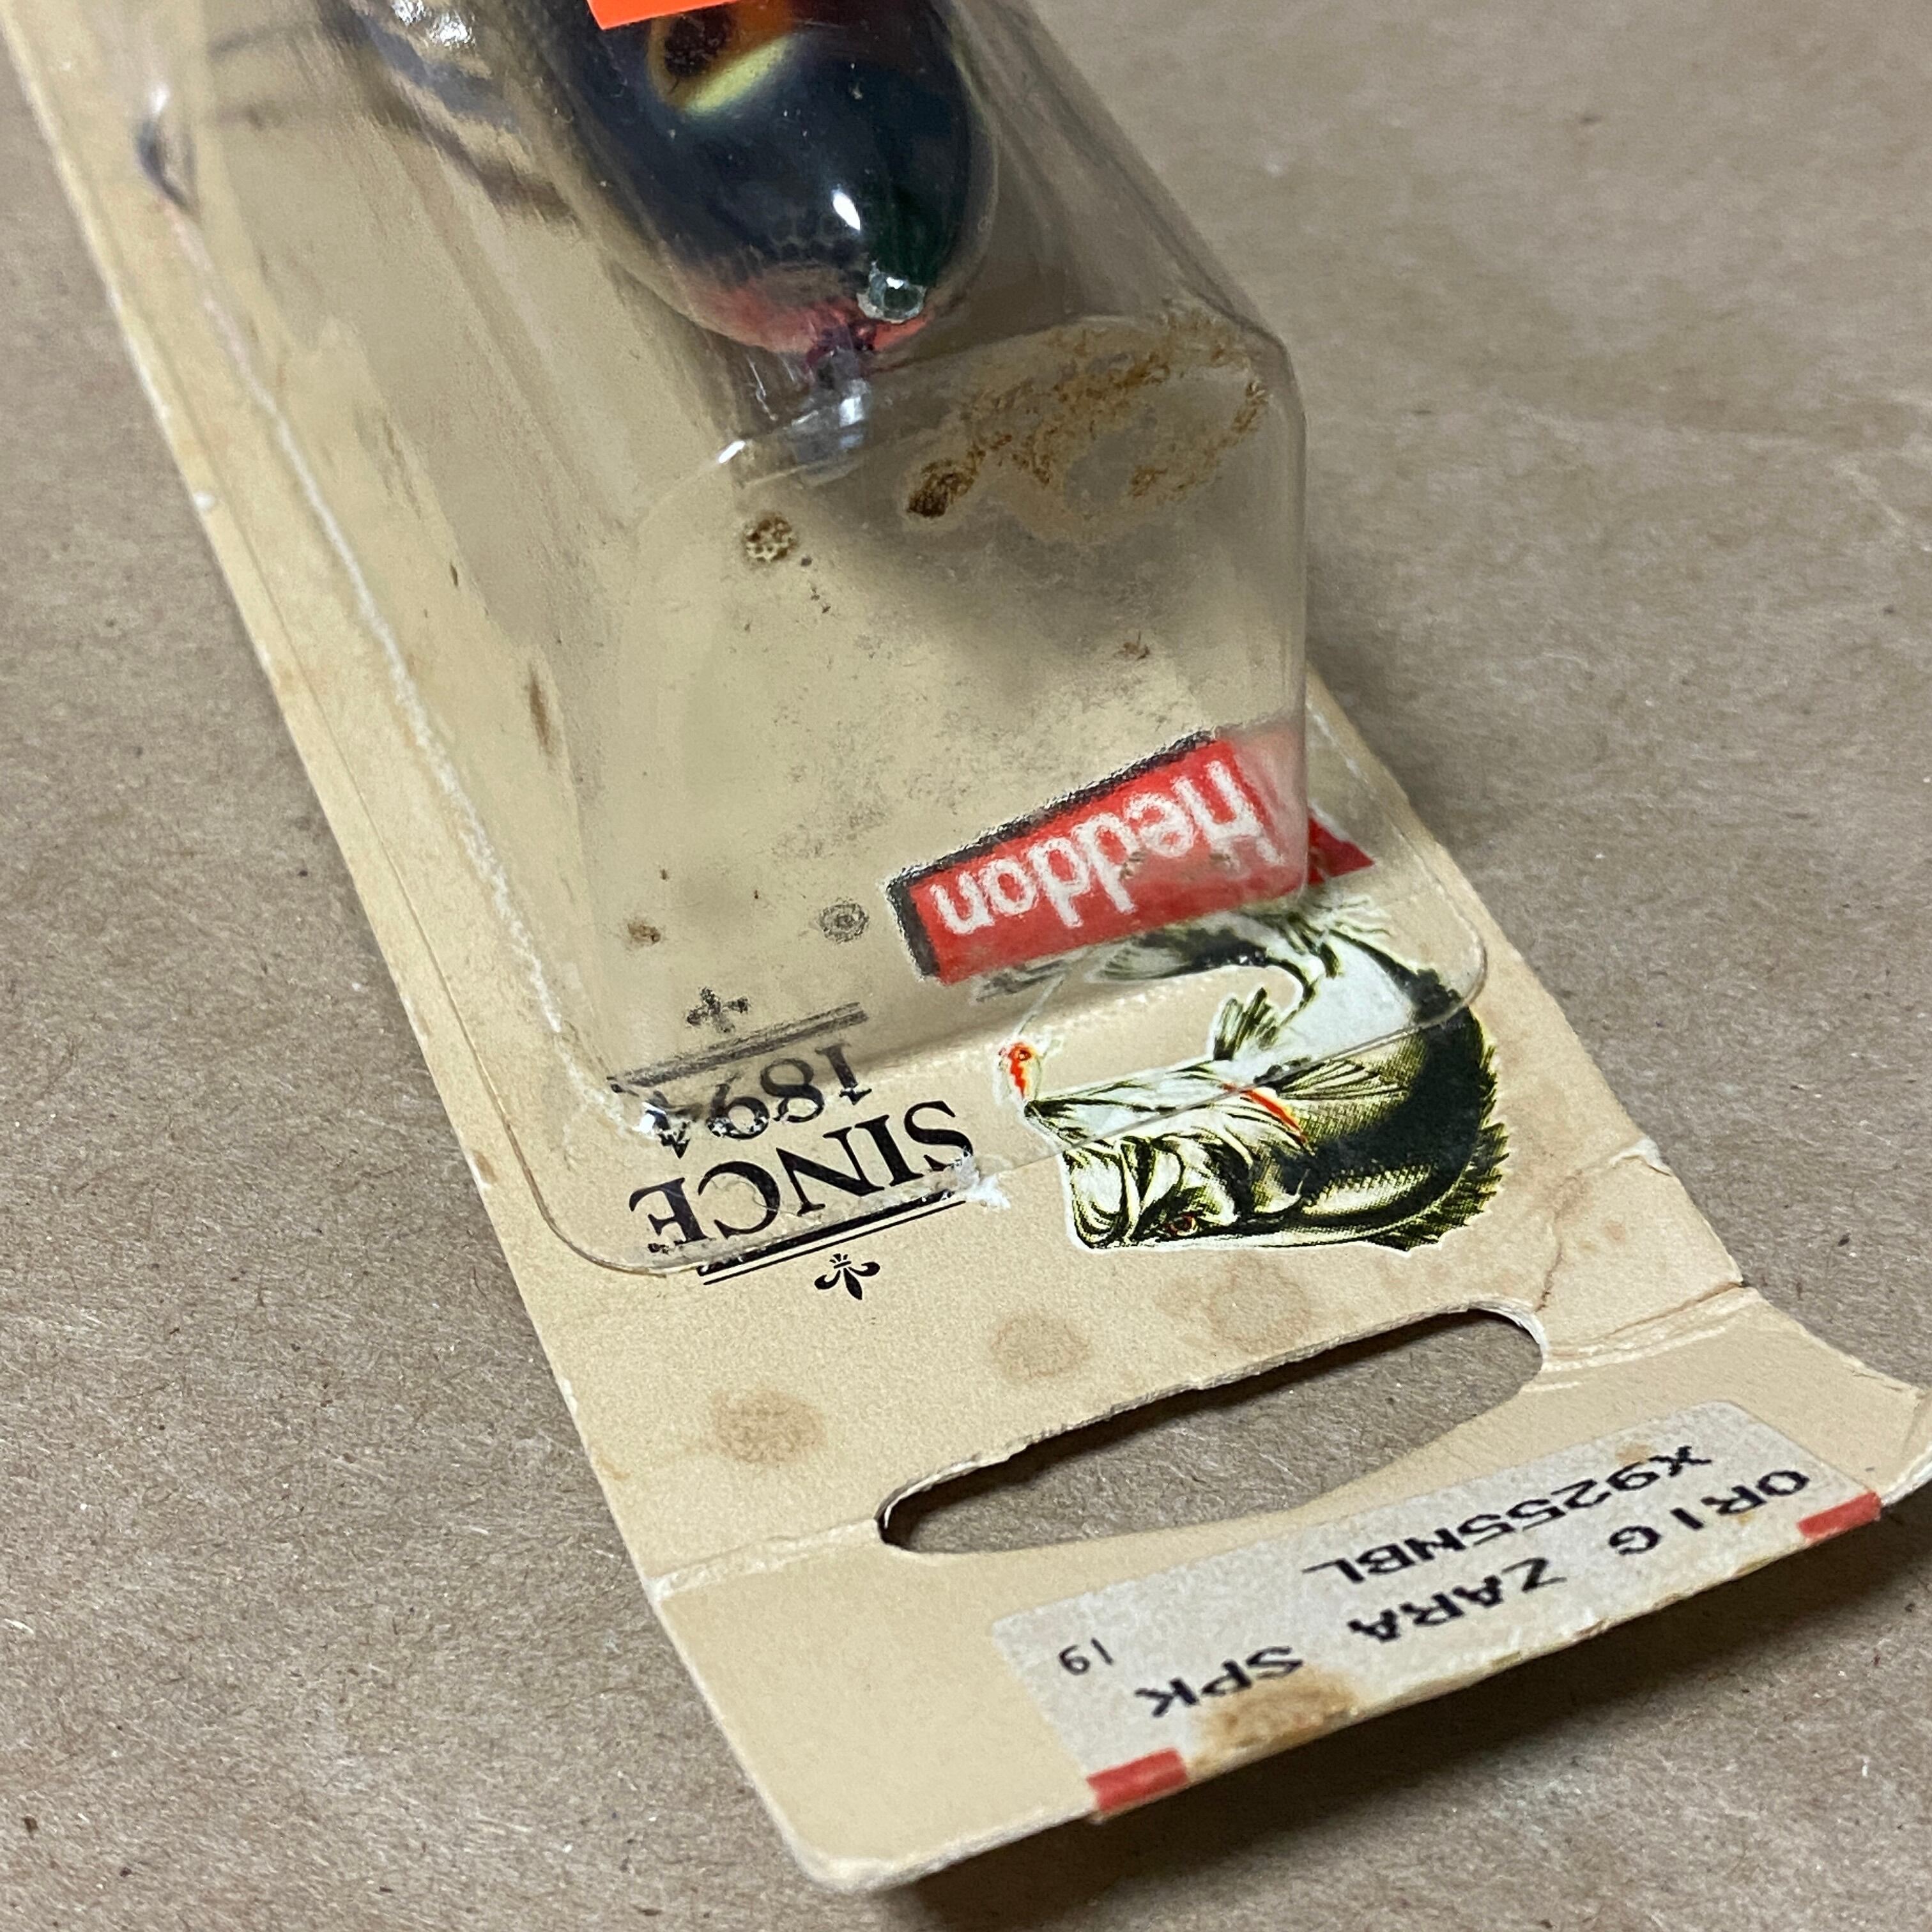 ORIG ZARA SPK
X9255NBL
19
SINCE
1894
Heddon